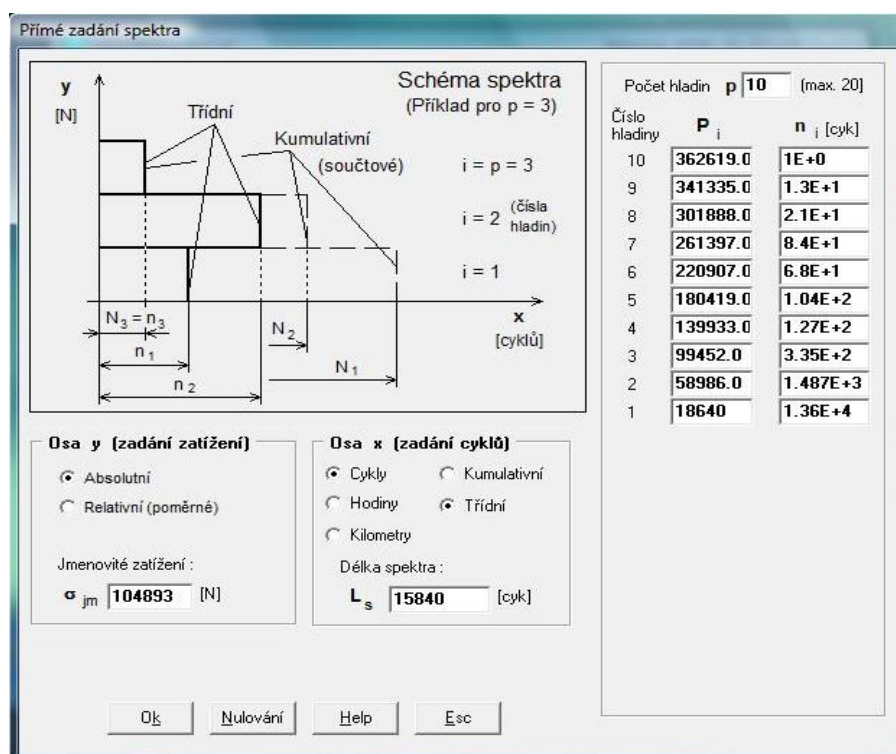 Přímé zadání spektra
y
[N]
Schéma spektra
(Příklad pro p = 3)
Třídní
Kumulativní
(součtové)
i = p = 3
i = 2 (čísla hladin)
i = 1
x
[cyklů]
N3 = n3
N2
n1
N1
n2
Počet hladin p 10 (max. 20]
Číslo hladiny P i n i [cyk]
10 362619.0 1E+0
9 341335.0 1.3E+1
8 301888.0 2.1E+1
7 261397.0 8.4E+1
6 220907.0 6.8E+1
5 180419.0 1.04E+2
4 139933.0 1.27E+2
3 99452.0 3.35E+2
2 58986.0 1.487E+3
1 18640 1.36E+4
Osa y (zadání zatížení)
Absolutní
Relativní (poměrné)
Jmenovité zatížení :
σ jm 104893 [N]
Osa x (zadání cyklů)
Cykly Kumulativní
Hodiny Třídní
Kilometry
Délka spektra :
L s 15840 [cyk]
Ok Nulování Help Esc